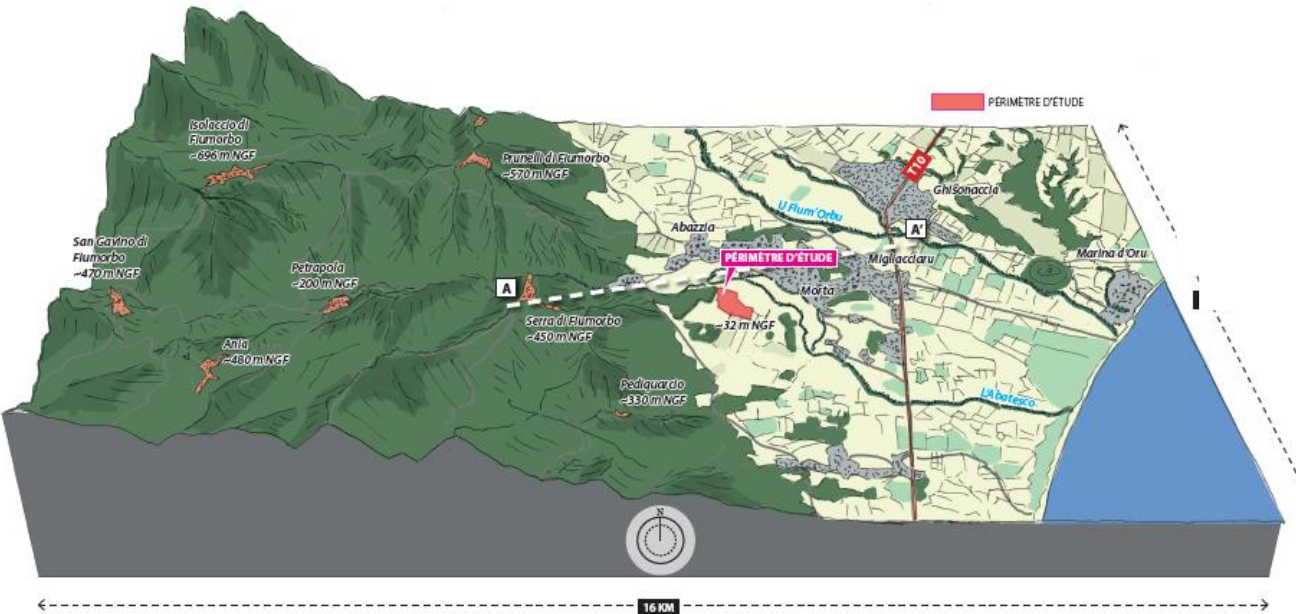 PÉRIMÈTRE D'ÉTUDE
Isolaccio di
Fiumorbo
~696 m NGF
Prunelli di Fiumorbo
~570 m NGF
T10
Ghisonaccia
U Fium'Orbu
San Gavino di
Fiumorbo
~470 m NGF
Abazzia
A'
PÉRIMÈTRE D'ÉTUDE
Migliacciaru
Marina d'Oru
Petrapola
~200 m NGF
A
Morta
Serra di Fiumorbo
~450 m NGF
~32 m NGF
Ania
~480 m NGF
Pediquarcio
~330 m NGF
L'Abatesco
N
16 KM